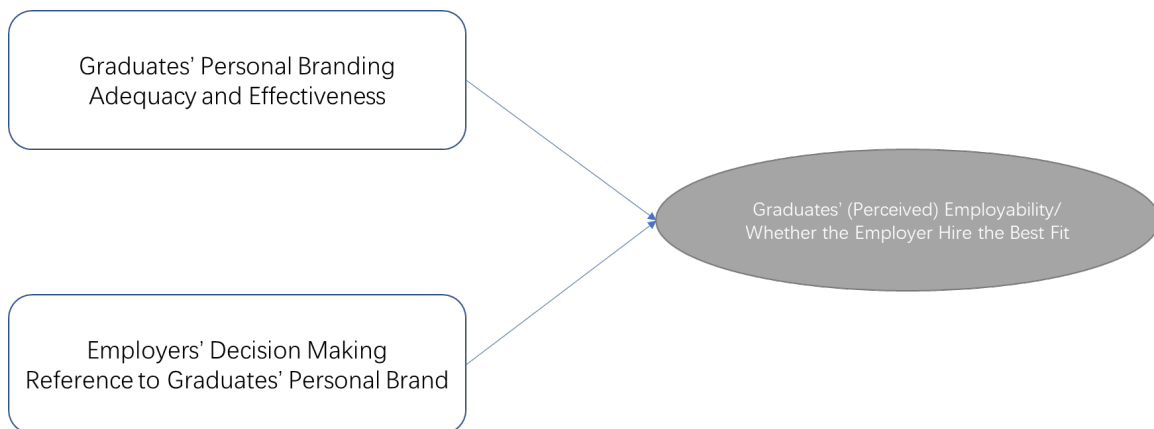 Graduates' Personal Branding
Adequacy and Effectiveness
Graduates' (Perceived) Employability/
Whether the Employer Hire the Best Fit
Employers' Decision Making
Reference to Graduates' Personal Brand